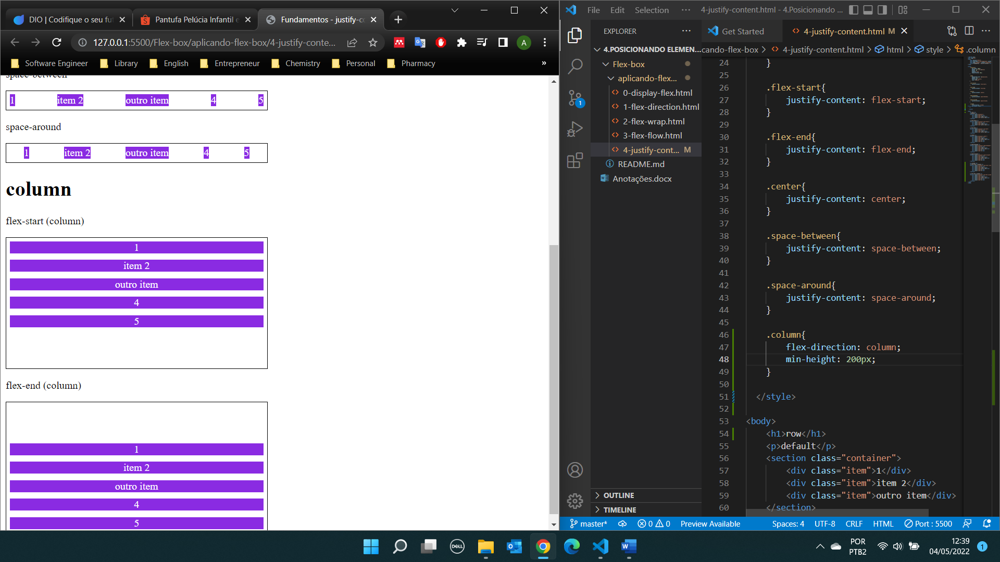 DIO | Codifique o seu fu
Pantufa Pelúcia Infantil e
Fundamentos - justify-c
127.0.0.1:5500/Flex-box/aplicando-flex-box/4-justify-conte...
A
Software Engineer
Library
English
Entrepreneur
Chemistry
Personal
Pharmacy
»
space-between
1 item 2 outro item 4 5
space-around
1 item 2 outro item 4 5
column
flex-start (column)
1
item 2
outro item
4
5
flex-end (column)
1
item 2
outro item
4
5
File Edit Selection ··· 4-justify-content.html - 4.Posicionando ...
EXPLORER ···
4.POSICIONANDO ELEMEN...
Flex-box
aplicando-flex...
0-display-flex.html
1-flex-direction.html
2-flex-wrap.html
3-flex-flow.html
4-justify-cont... M
README.md
Anotações.docx
1
OUTLINE
TIMELINE
Get Started
4-justify-content.html M
cando-flex-box > 4-justify-content.html > html > style > .column
24 }
25
26 .flex-start{
27 justify-content: flex-start;
28 }
29
30 .flex-end{
31 justify-content: flex-end;
32 }
33
34 .center{
35 justify-content: center;
36 }
37
38 .space-between{
39 justify-content: space-between;
40 }
41
42 .space-around{
43 justify-content: space-around;
44 }
45
46 .column{
47 flex-direction: column;
48 min-height: 200px;
49 }
50
51 </style>
52
53 <body>
54 <h1>row</h1>
55 <p>default</p>
56 <section class="container">
57 <div class="item">1</div>
58 <div class="item">item 2</div>
59 <div class="item">outro item</div>
60 </section>
master* 0 0 Preview Available Spaces: 4 UTF-8 CRLF HTML Port : 5500
DELL
POR
PTB2
12:39
04/05/2022
1